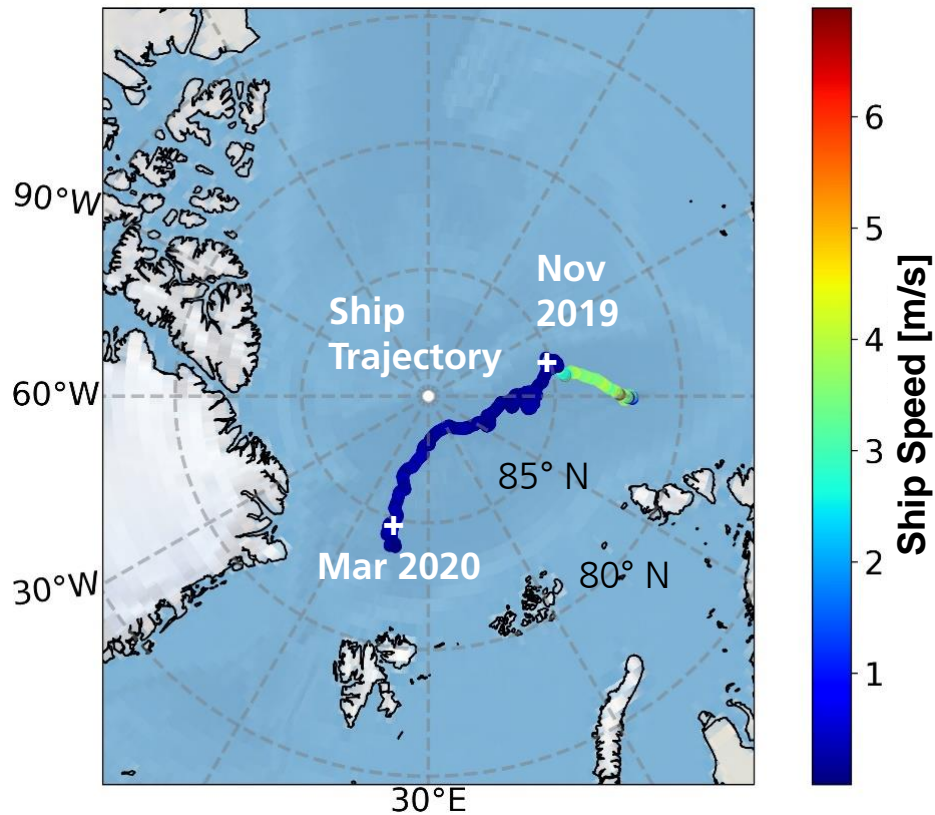 90°W
60°W
30°W
30°E
Ship
Trajectory
Nov
2019
85° N
80° N
Mar 2020
6
5
4
3
2
1
Ship Speed [m/s]